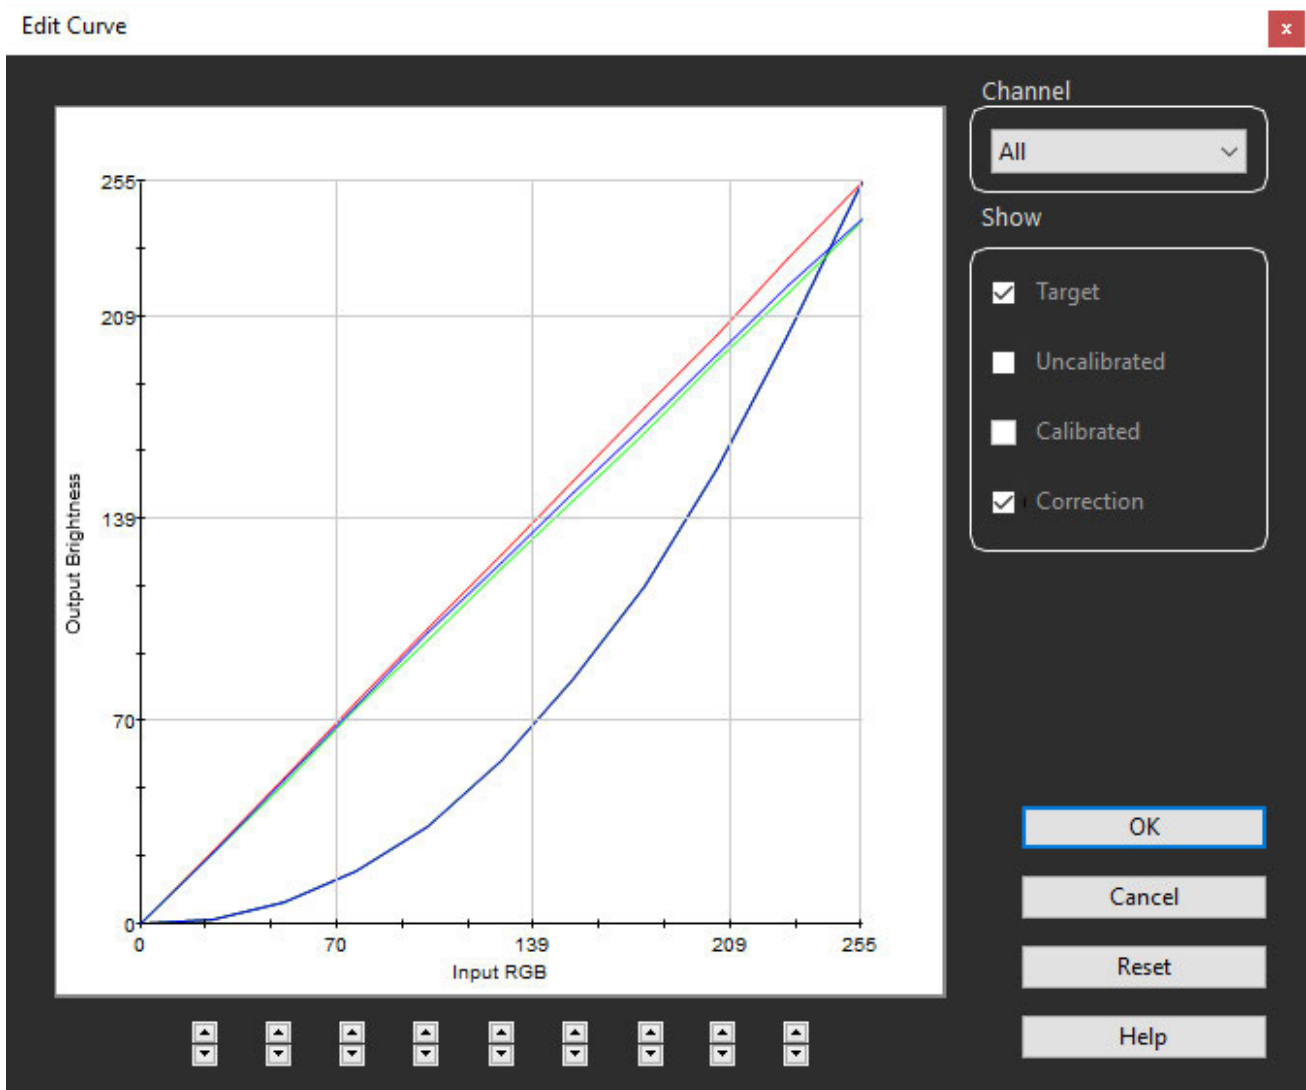 Edit Curve
x
Channel
All
Show
Target
Uncalibrated
Calibrated
Correction
255
209
139
70
0
Output Brightness
0 70 139 209 255
Input RGB
OK
Cancel
Reset
Help